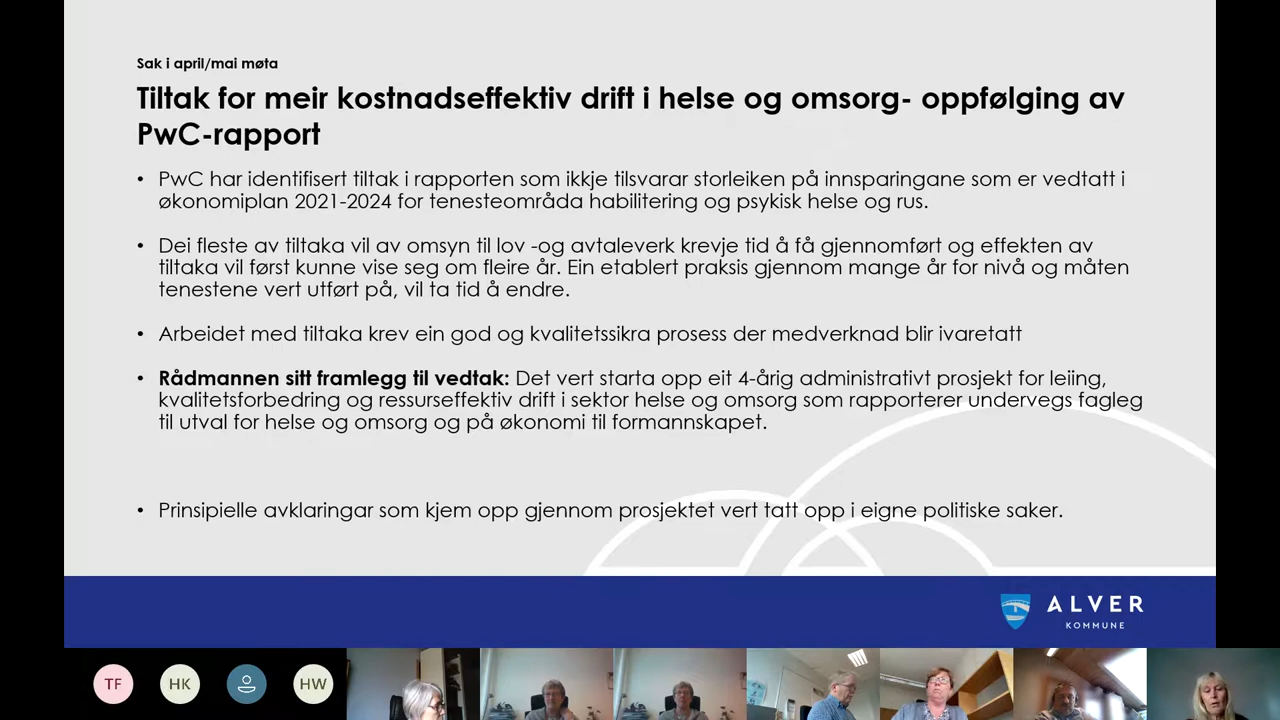 Sak i april/mai møta
Tiltak for meir kostnadseffektiv drift i helse og omsorg- oppfølging av
PwC-rapport
• PwC har identifisert tiltak i rapporten som ikkje tilsvarar storleiken på innsparingane som er vedtatt i
økonomiplan 2021-2024 for tenesteområda habilitering og psykisk helse og rus.
• Dei fleste av tiltaka vil av omsyn til lov -og avtaleverk krevje tid å få gjennomført og effekten av
tiltaka vil først kunne vise seg om fleire år. Ein etablert praksis gjennom mange år for nivå og måten
tenestene vert utført på, vil ta tid å endre.
• Arbeidet med tiltaka krev ein god og kvalitetssikra prosess der medverknad blir ivaretatt
• Rådmannen sitt framlegg til vedtak: Det vert starta opp eit 4-årig administrativt prosjekt for leiing,
kvalitetsforbedring og ressurseffektiv drift i sektor helse og omsorg som rapporterer undervegs fagleg
til utval for helse og omsorg og på økonomi til formannskapet.
• Prinsipielle avklaringar som kjem opp gjennom prosjektet vert tatt opp i eigne politiske saker.
ALVER
KOMMUNE
TF HK HW